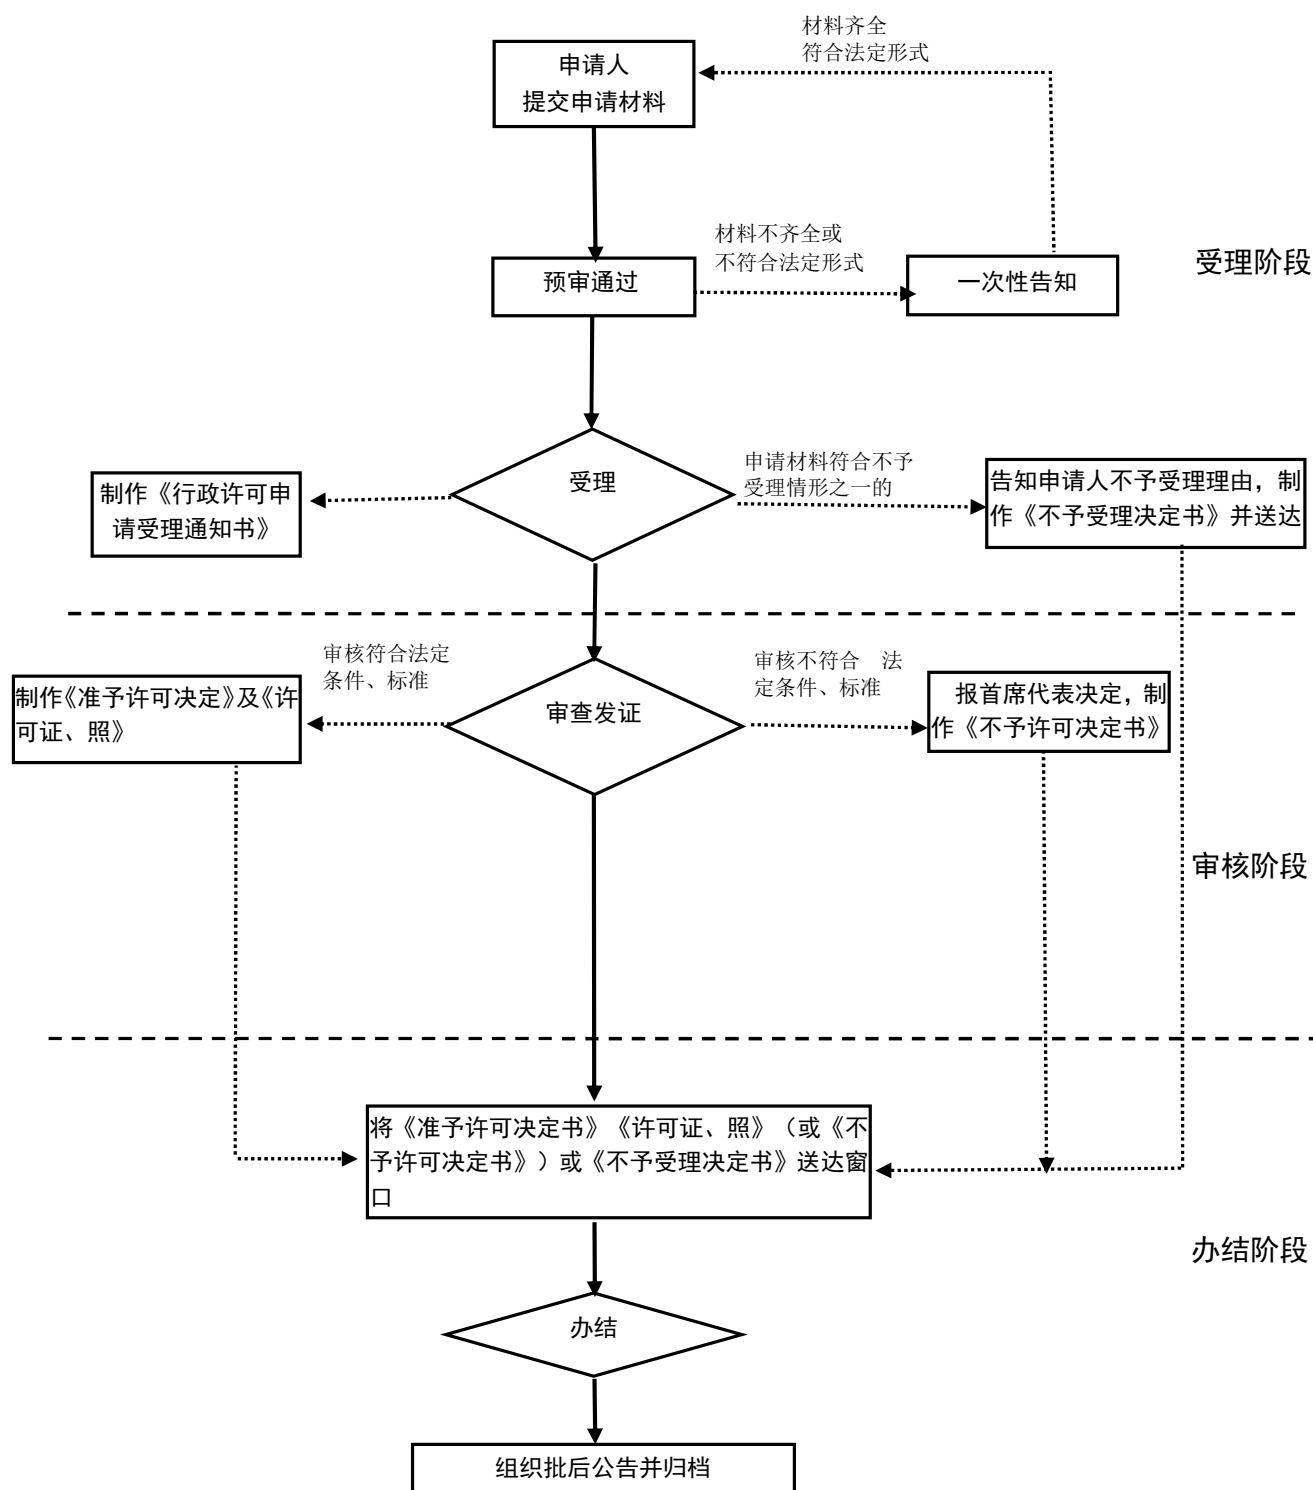 材料齐全
符合法定形式
申请人
提交申请材料
材料不齐全或
不符合法定形式
预审通过
一次性告知
受理阶段
受理
申请材料符合不予
受理情形之一的
制作《行政许可申
请受理通知书》
告知申请人不予受理理由，制
作《不予受理决定书》并送达
审核符合法定
条件、标准
审核不符合 法
定条件、标准
制作《准予许可决定》及《许
可证、照》
审查发证
报首席代表决定，制
作《不予许可决定书》
审核阶段
将《准予许可决定书》《许可证、照》（或《不
予许可决定书》）或《不予受理决定书》送达窗
口
办结阶段
办结
组织批后公告并归档